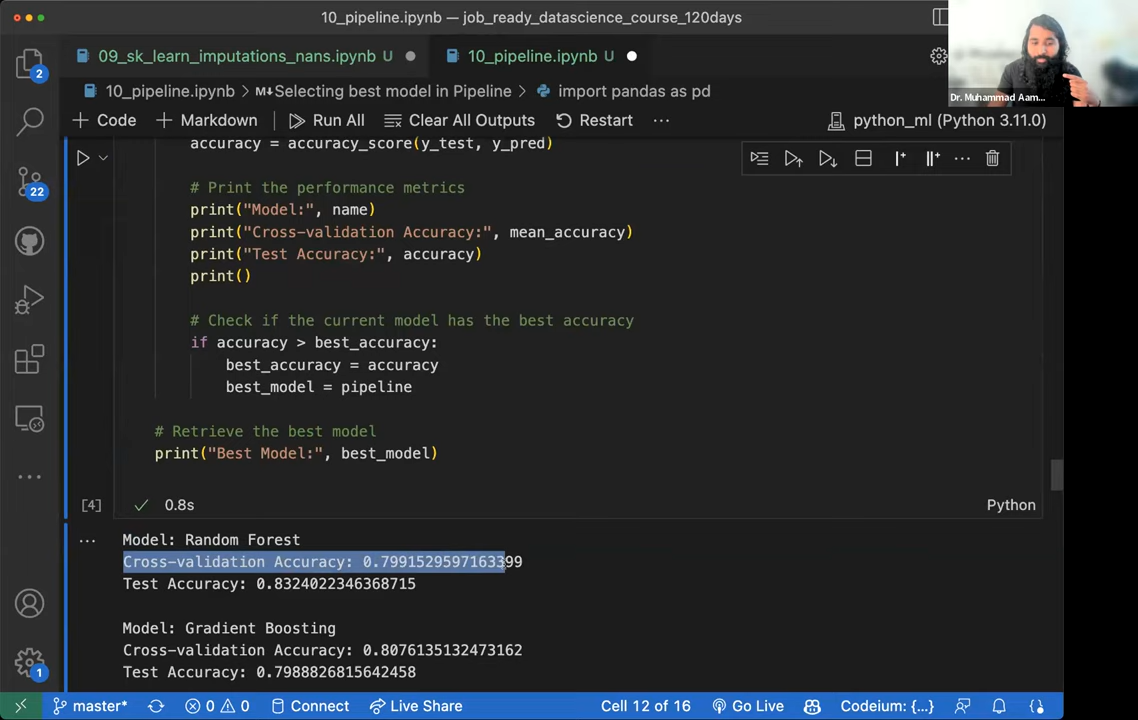 10_pipeline.ipynb — job_ready_datascience_course_120days
09_sk_learn_imputations_nans.ipynb U
10_pipeline.ipynb U
10_pipeline.ipynb > M↓Selecting best model in Pipeline > import pandas as pd
+ Code + Markdown Run All Clear All Outputs Restart ... python_ml (Python 3.11.0)
Dr. Muhammad Aam...
2
22
1
accuracy = accuracy_score(y_test, y_pred)
# Print the performance metrics
print("Model:", name)
print("Cross-validation Accuracy:", mean_accuracy)
print("Test Accuracy:", accuracy)
print()
# Check if the current model has the best accuracy
if accuracy > best_accuracy:
best_accuracy = accuracy
best_model = pipeline
# Retrieve the best model
print("Best Model:", best_model)
[4] 0.8s Python
... Model: Random Forest
Cross-validation Accuracy: 0.7991529597163399
Test Accuracy: 0.8324022346368715
Model: Gradient Boosting
Cross-validation Accuracy: 0.8076135132473162
Test Accuracy: 0.7988826815642458
master* 0 0 Connect Live Share Cell 12 of 16 Go Live Codeium: {...}